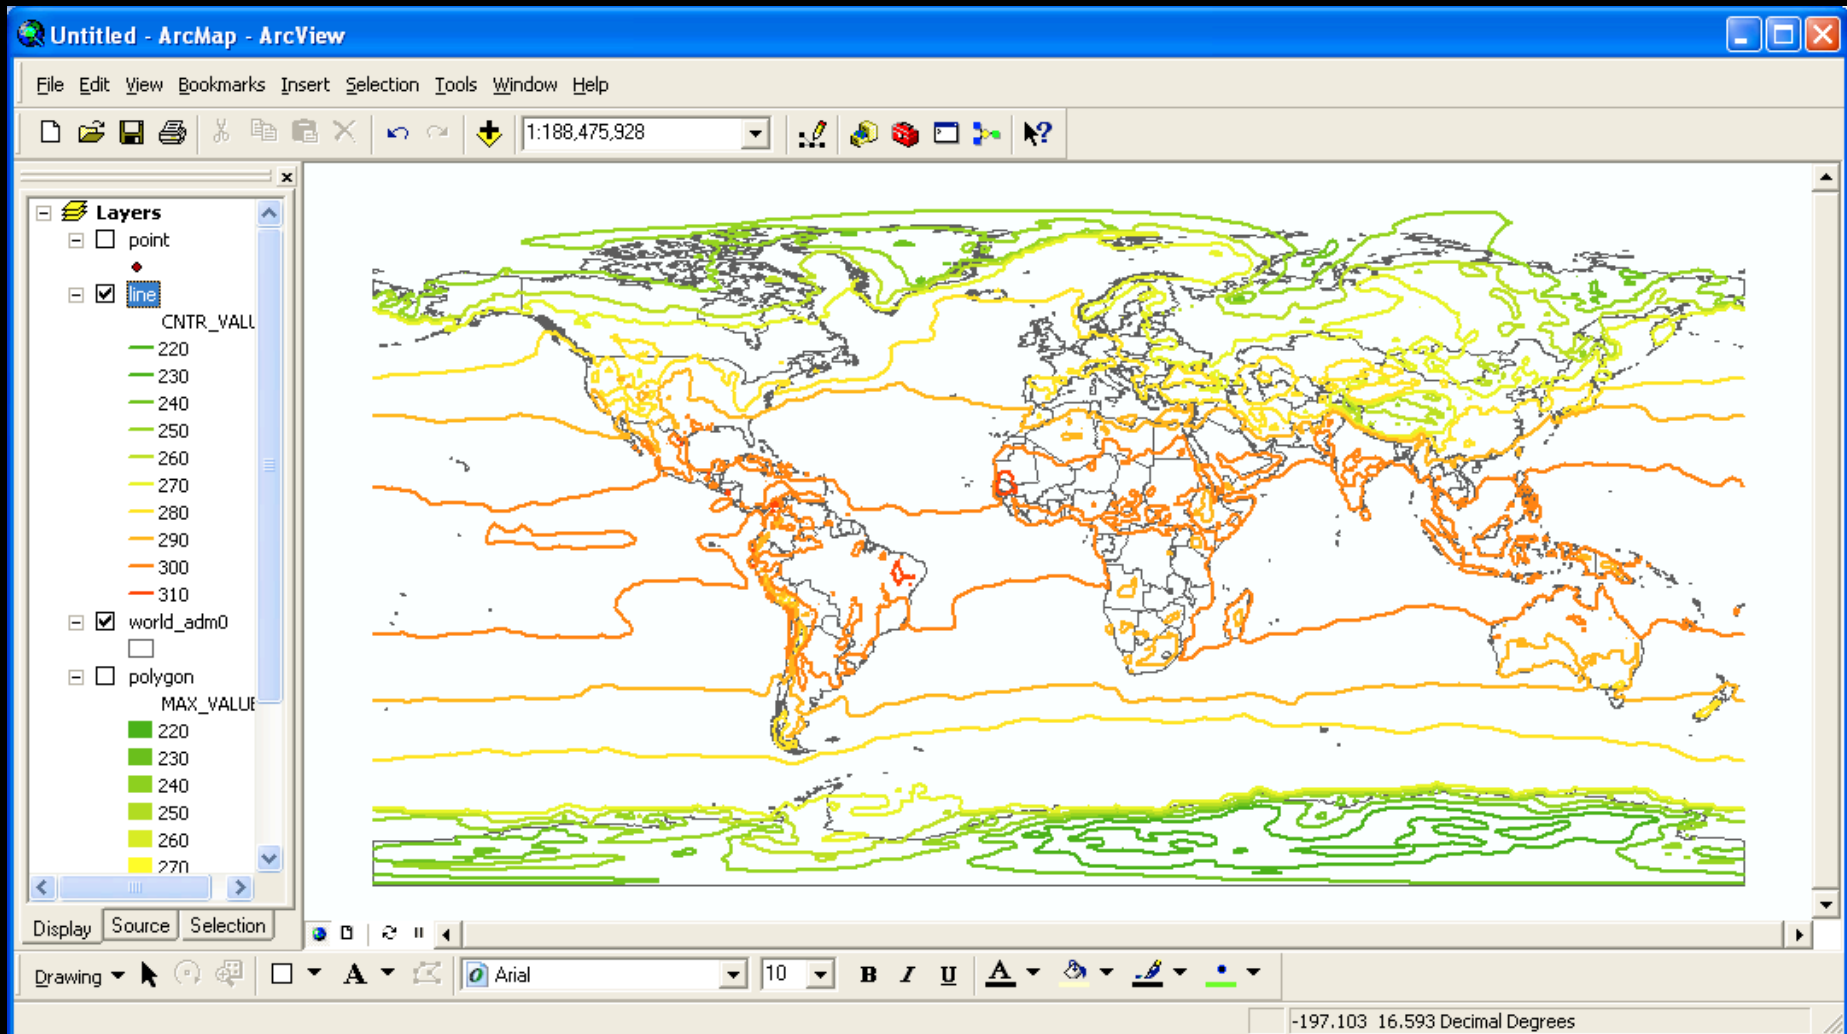 Untitled - ArcMap - ArcView
File Edit View Bookmarks Insert Selection Tools Window Help
1:188,475,928
Layers
point
line
CNTR_VALU
220
230
240
250
260
270
280
290
300
310
world_adm0
polygon
MAX_VALUE
220
230
240
250
260
270
Display Source Selection
Drawing A Arial 10 B I U A
-197.103 16.593 Decimal Degrees